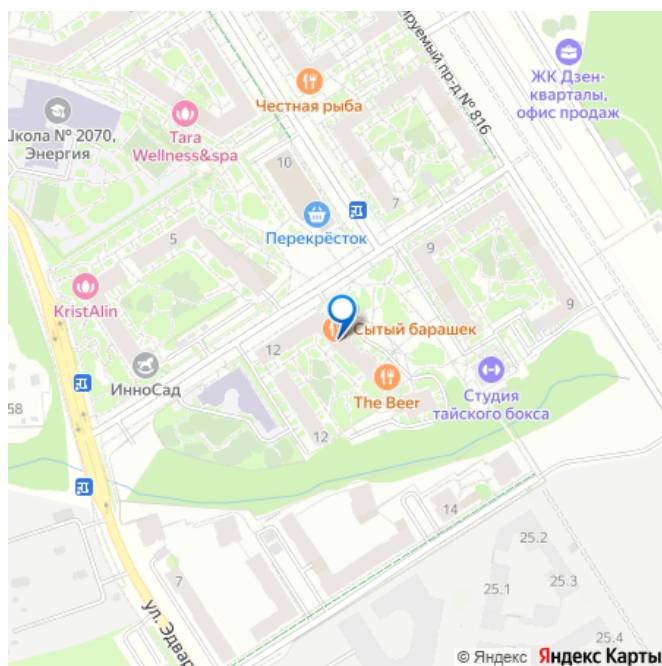 ируемый пр-д № 816
ЖК Дзен-
кварталы,
офис продаж
Честная рыба
Школа № 2070,
Энергия
Tara
Wellness&spa
10
7
Перекрёсток
5
9
9
KristAlin
Сытый барашек
12
ИнноСад
The Beer
Студия
тайского бокса
58
12
14
25.2
7
25.1
25.3
25.4
ул. Эдвар
© Яндекс Яндекс Карты